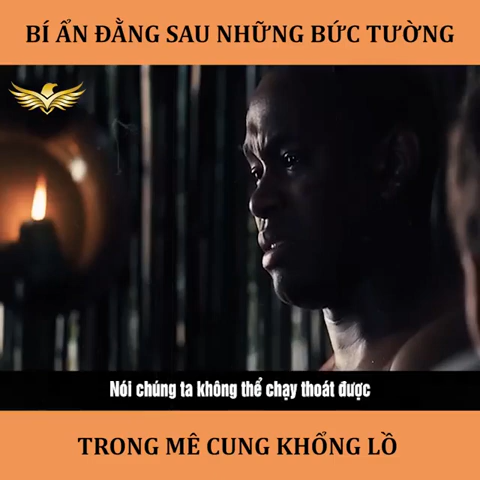 BÍ ẨN ĐẰNG SAU NHỮNG BỨC TƯỜNG
Nói chúng ta không thể chạy thoát được
TRONG MÊ CUNG KHỔNG LỒ